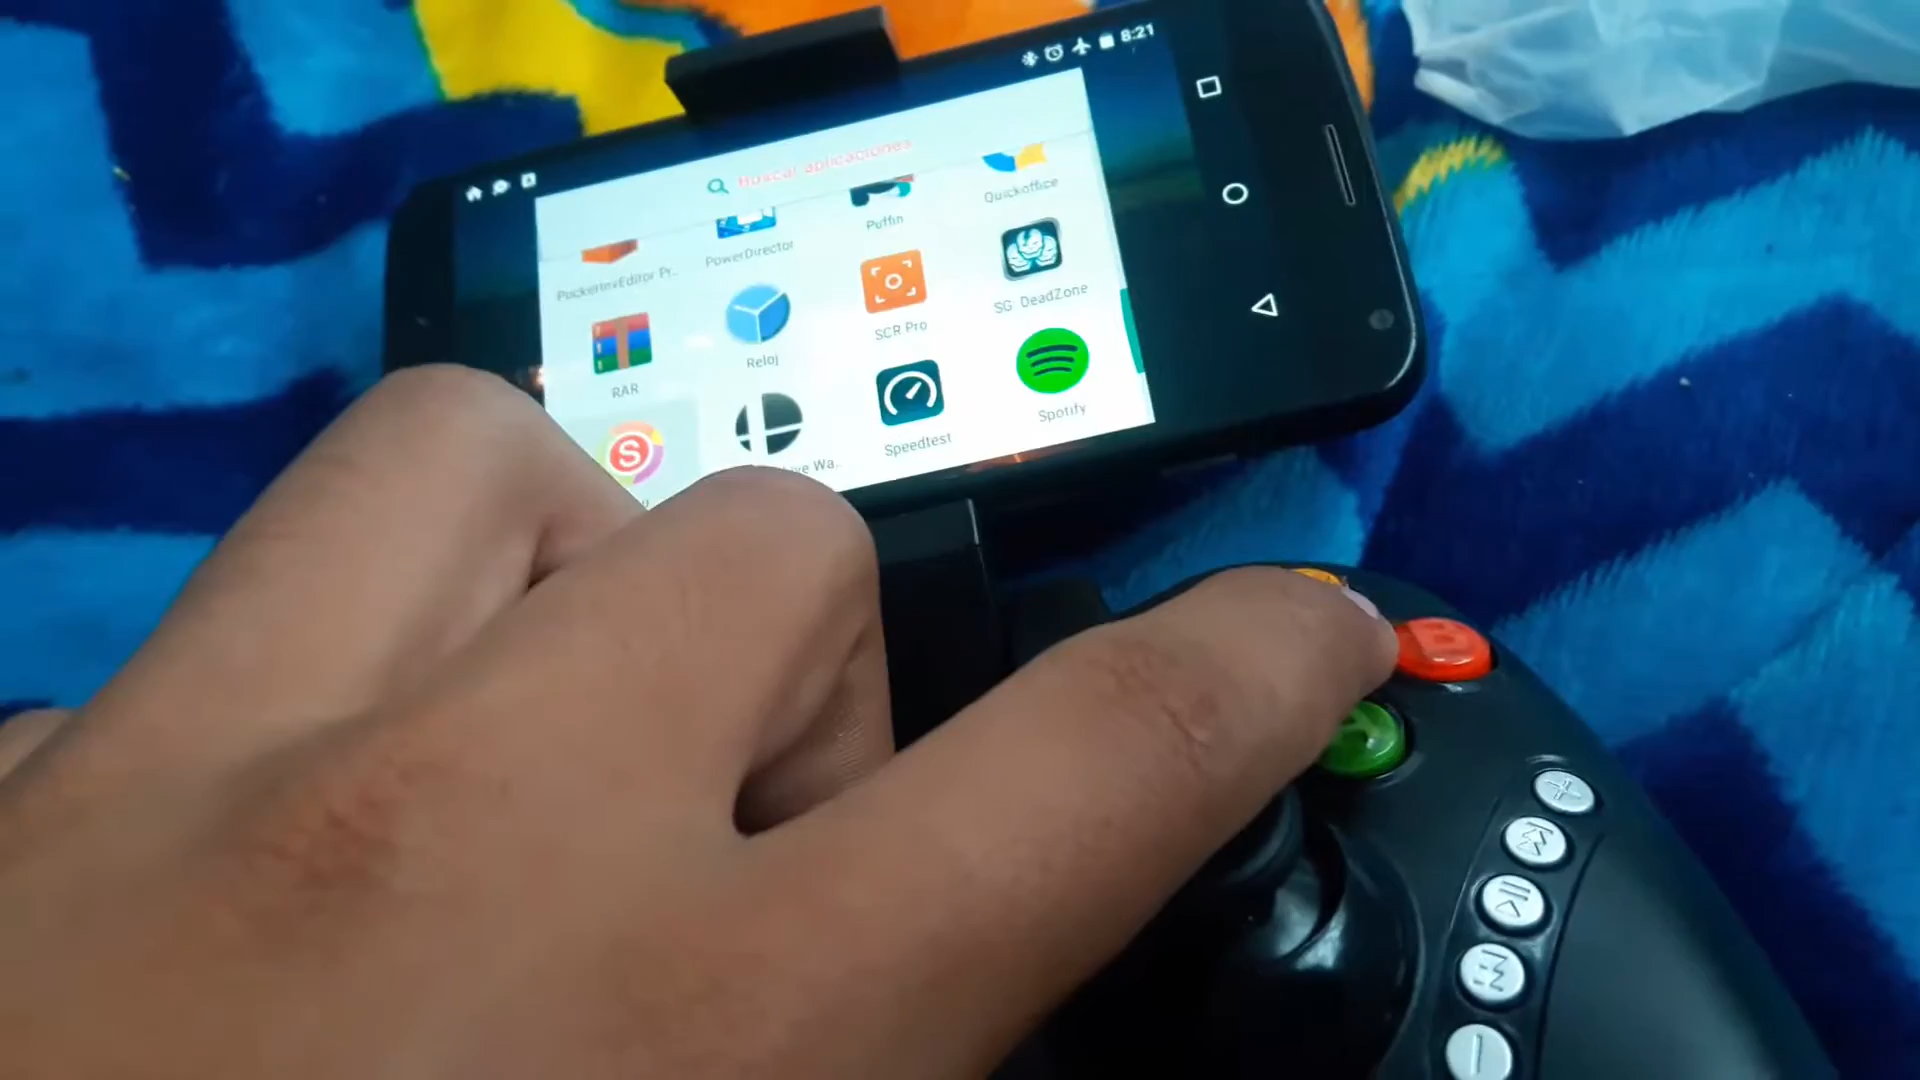 8:21
Buscar aplicaciones
PowerDirector
Puffin
Quickoffice
RAR
Reloj
SCR Pro
SG: DeadZone
S
Speedtest
Spotify